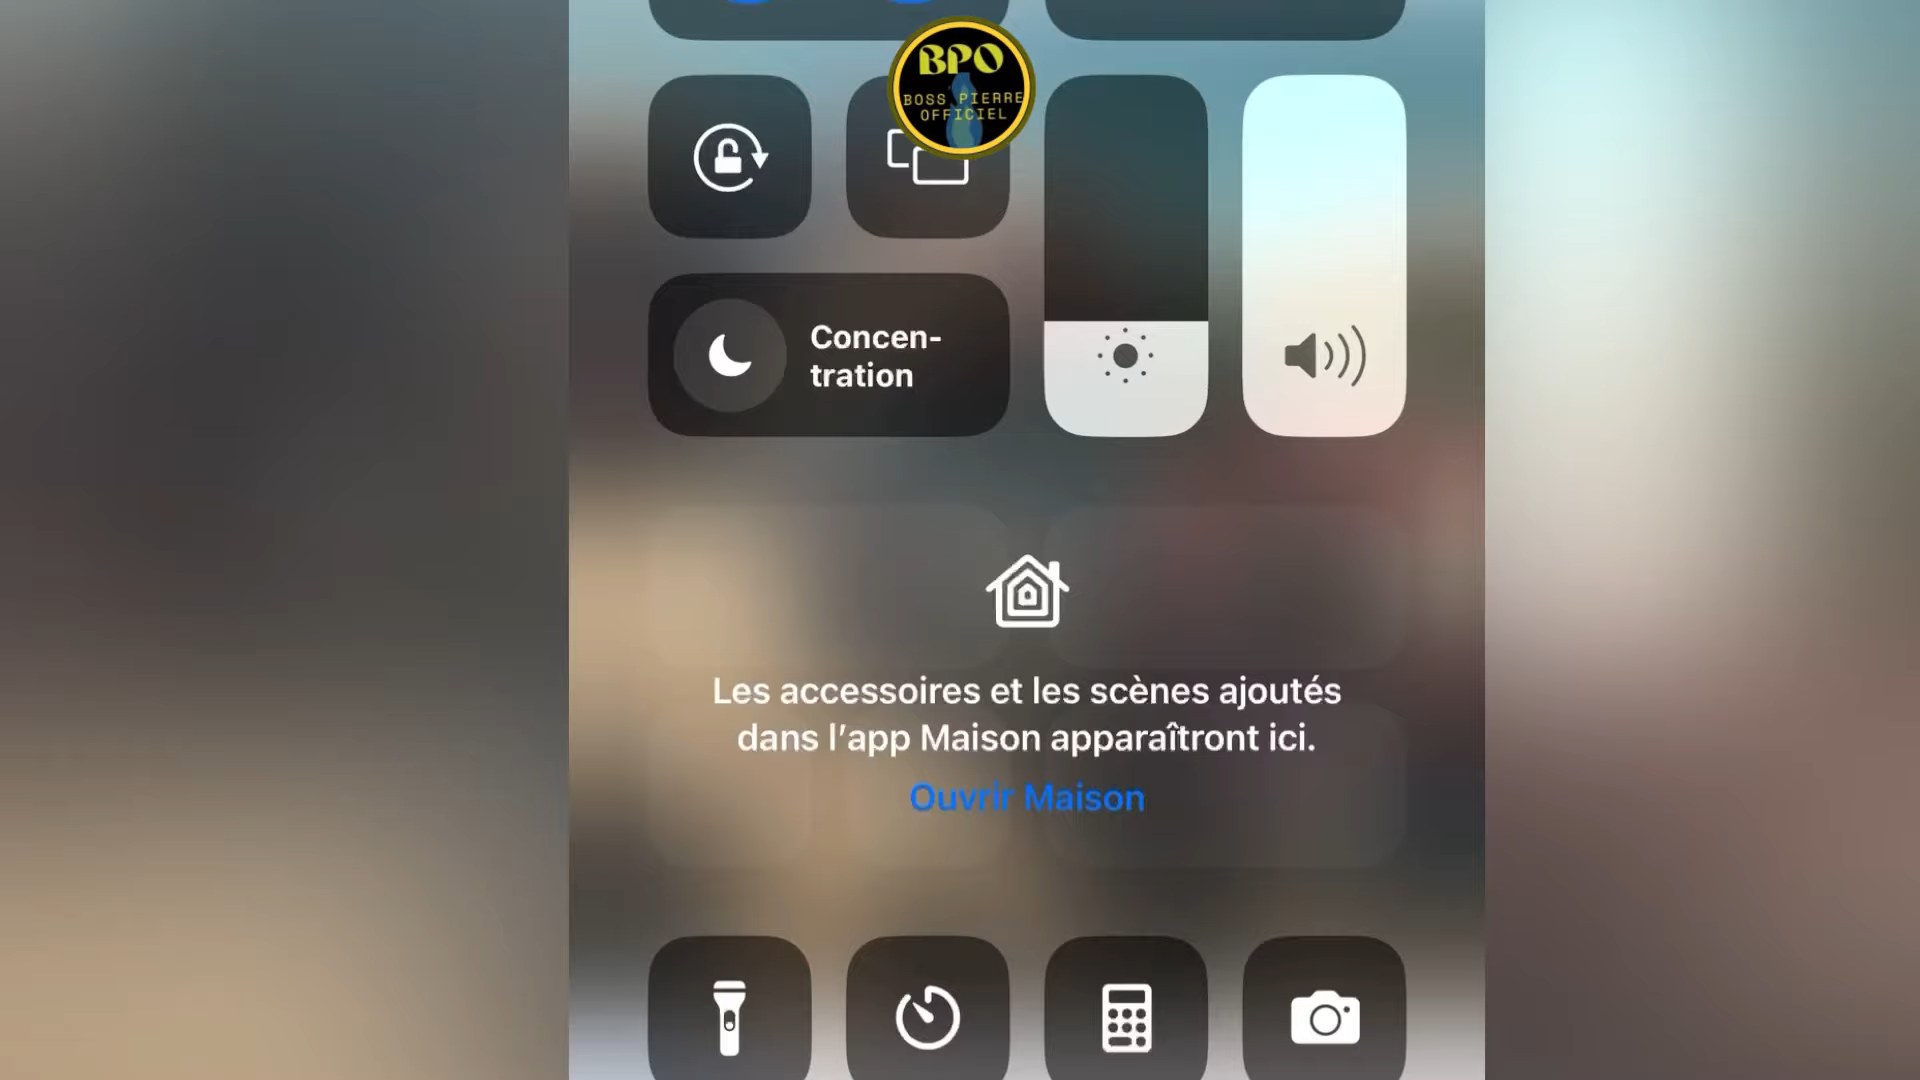 BPO
BOSS PIERRE
OFFICIEL
Concen-
tration
Les accessoires et les scènes ajoutés
dans l’app Maison apparaîtront ici.
Ouvrir Maison